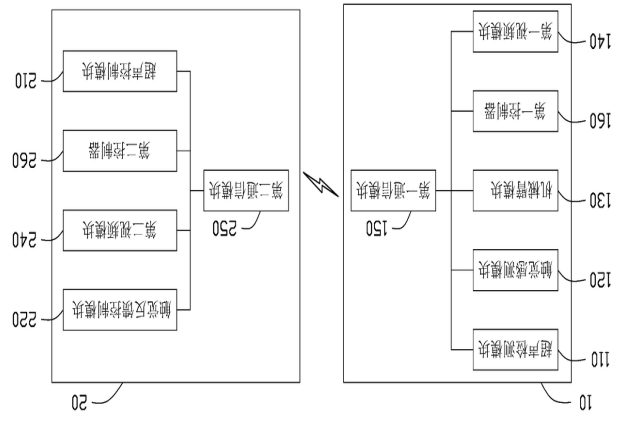 10
110
超声检测模块
120
触觉感测模块
130
机械臂模块
160
第一控制器
140
第一视频模块
150
第一通信模块
20
250
第二通信模块
触觉反馈控制模块
220
第二视频模块
240
第二控制器
260
超声控制模块
210